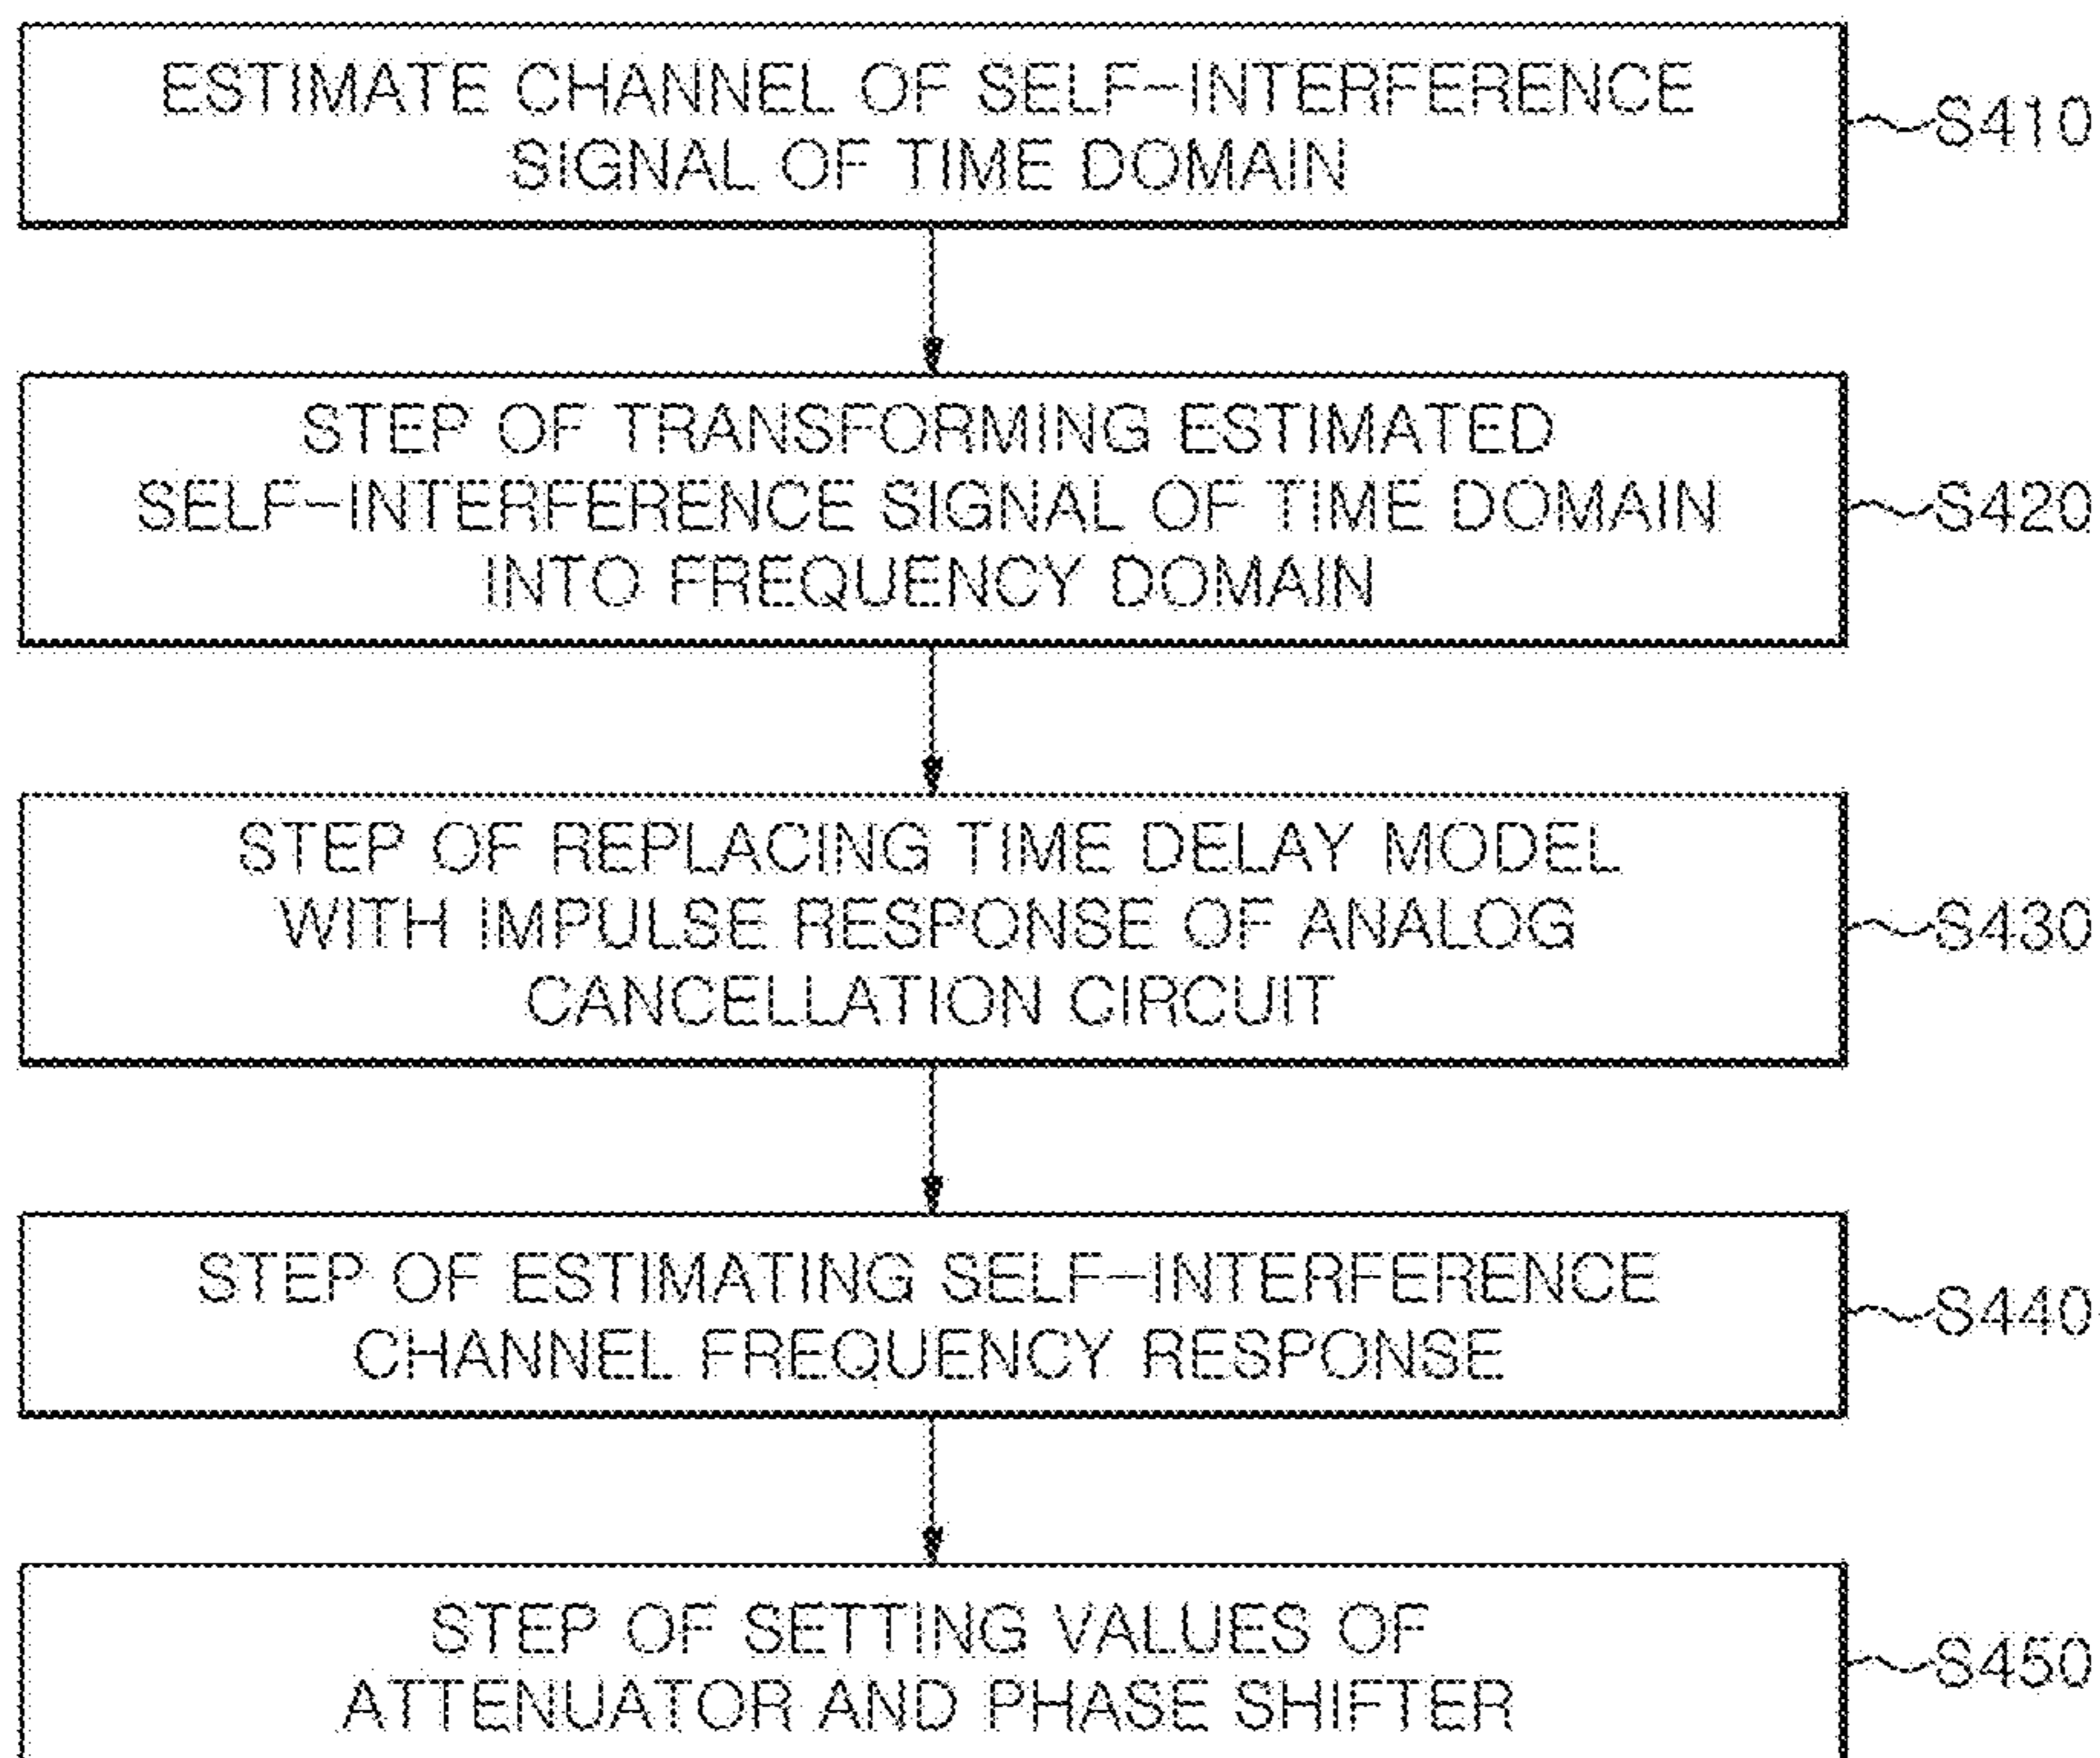 ESTIMATE CHANNEL OF SELF-INTERFERENCE
SIGNAL OF TIME DOMAIN
S410
STEP OF TRANSFORMING ESTIMATED
SELF-INTERFERENCE SIGNAL OF TIME DOMAIN
INTO FREQUENCY DOMAIN
S420
STEP OF REPLACING TIME DELAY MODEL
WITH IMPULSE RESPONSE OF ANALOG
CANCELLATION CIRCUIT
S430
STEP OF ESTIMATING SELF-INTERFERENCE
CHANNEL FREQUENCY RESPONSE
S440
STEP OF SETTING VALUES OF
ATTENUATOR AND PHASE SHIFTER
S450